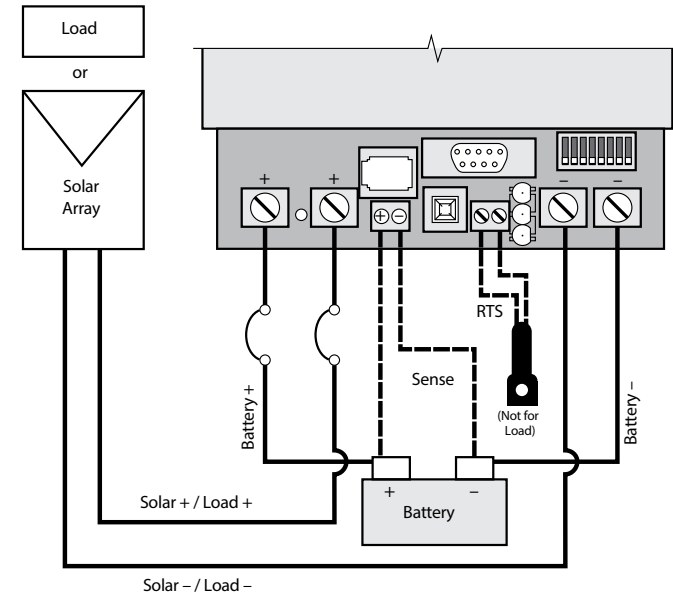 Load
or
Solar
Array
+
+
–
–
+ –
RTS
Sense
(Not for
Load)
Battery +
Battery –
+
–
Battery
Solar + / Load +
Solar – / Load –